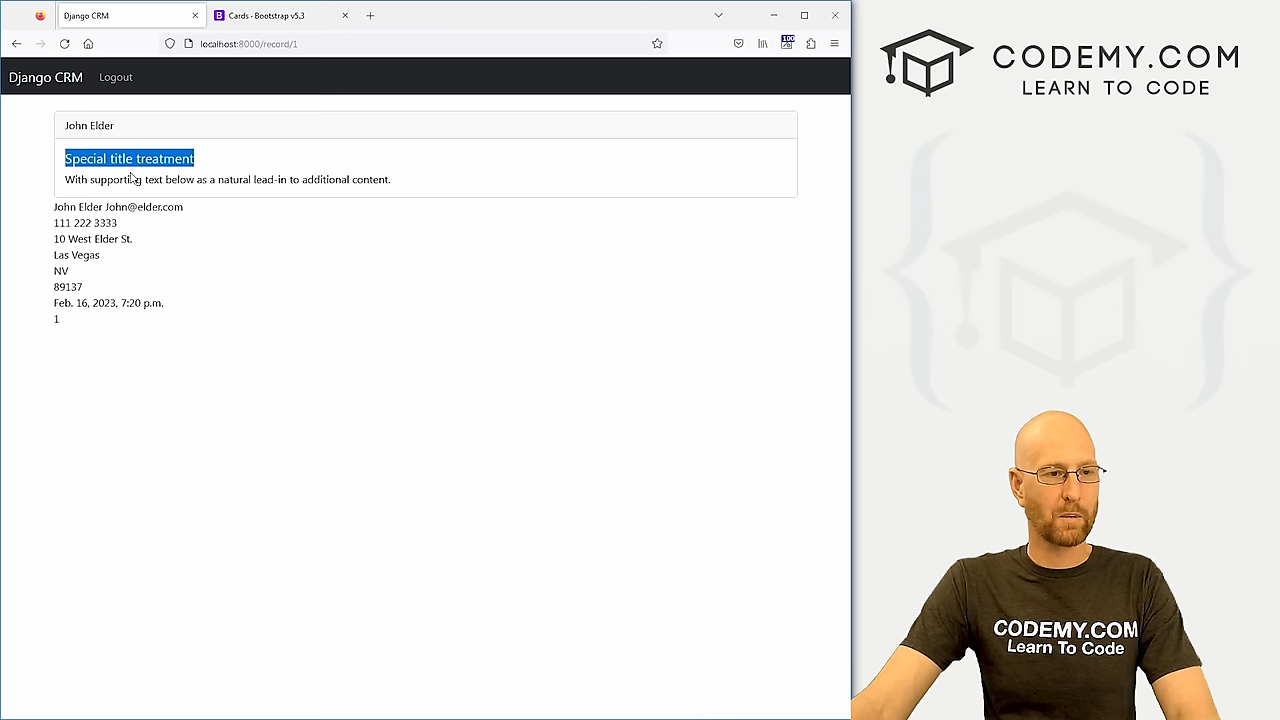 Django CRM
Cards · Bootstrap v5.3
localhost:8000/record/1
100
Django CRM Logout
John Elder
Special title treatment
With supporting text below as a natural lead-in to additional content.
John Elder John@elder.com
111 222 3333
10 West Elder St.
Las Vegas
NV
89137
Feb. 16, 2023, 7:20 p.m.
1
CODEMY.COM
LEARN TO CODE
CODEMY.COM
Learn To Code